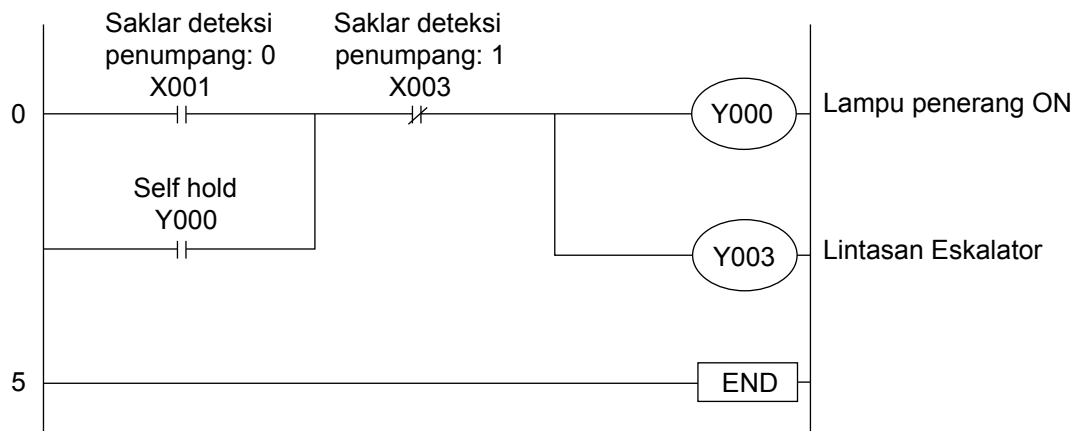 Saklar deteksi
penumpang: 0
X001
Saklar deteksi
penumpang: 1
X003
0
Y000
Lampu penerang ON
Self hold
Y000
Y003
Lintasan Eskalator
5
END